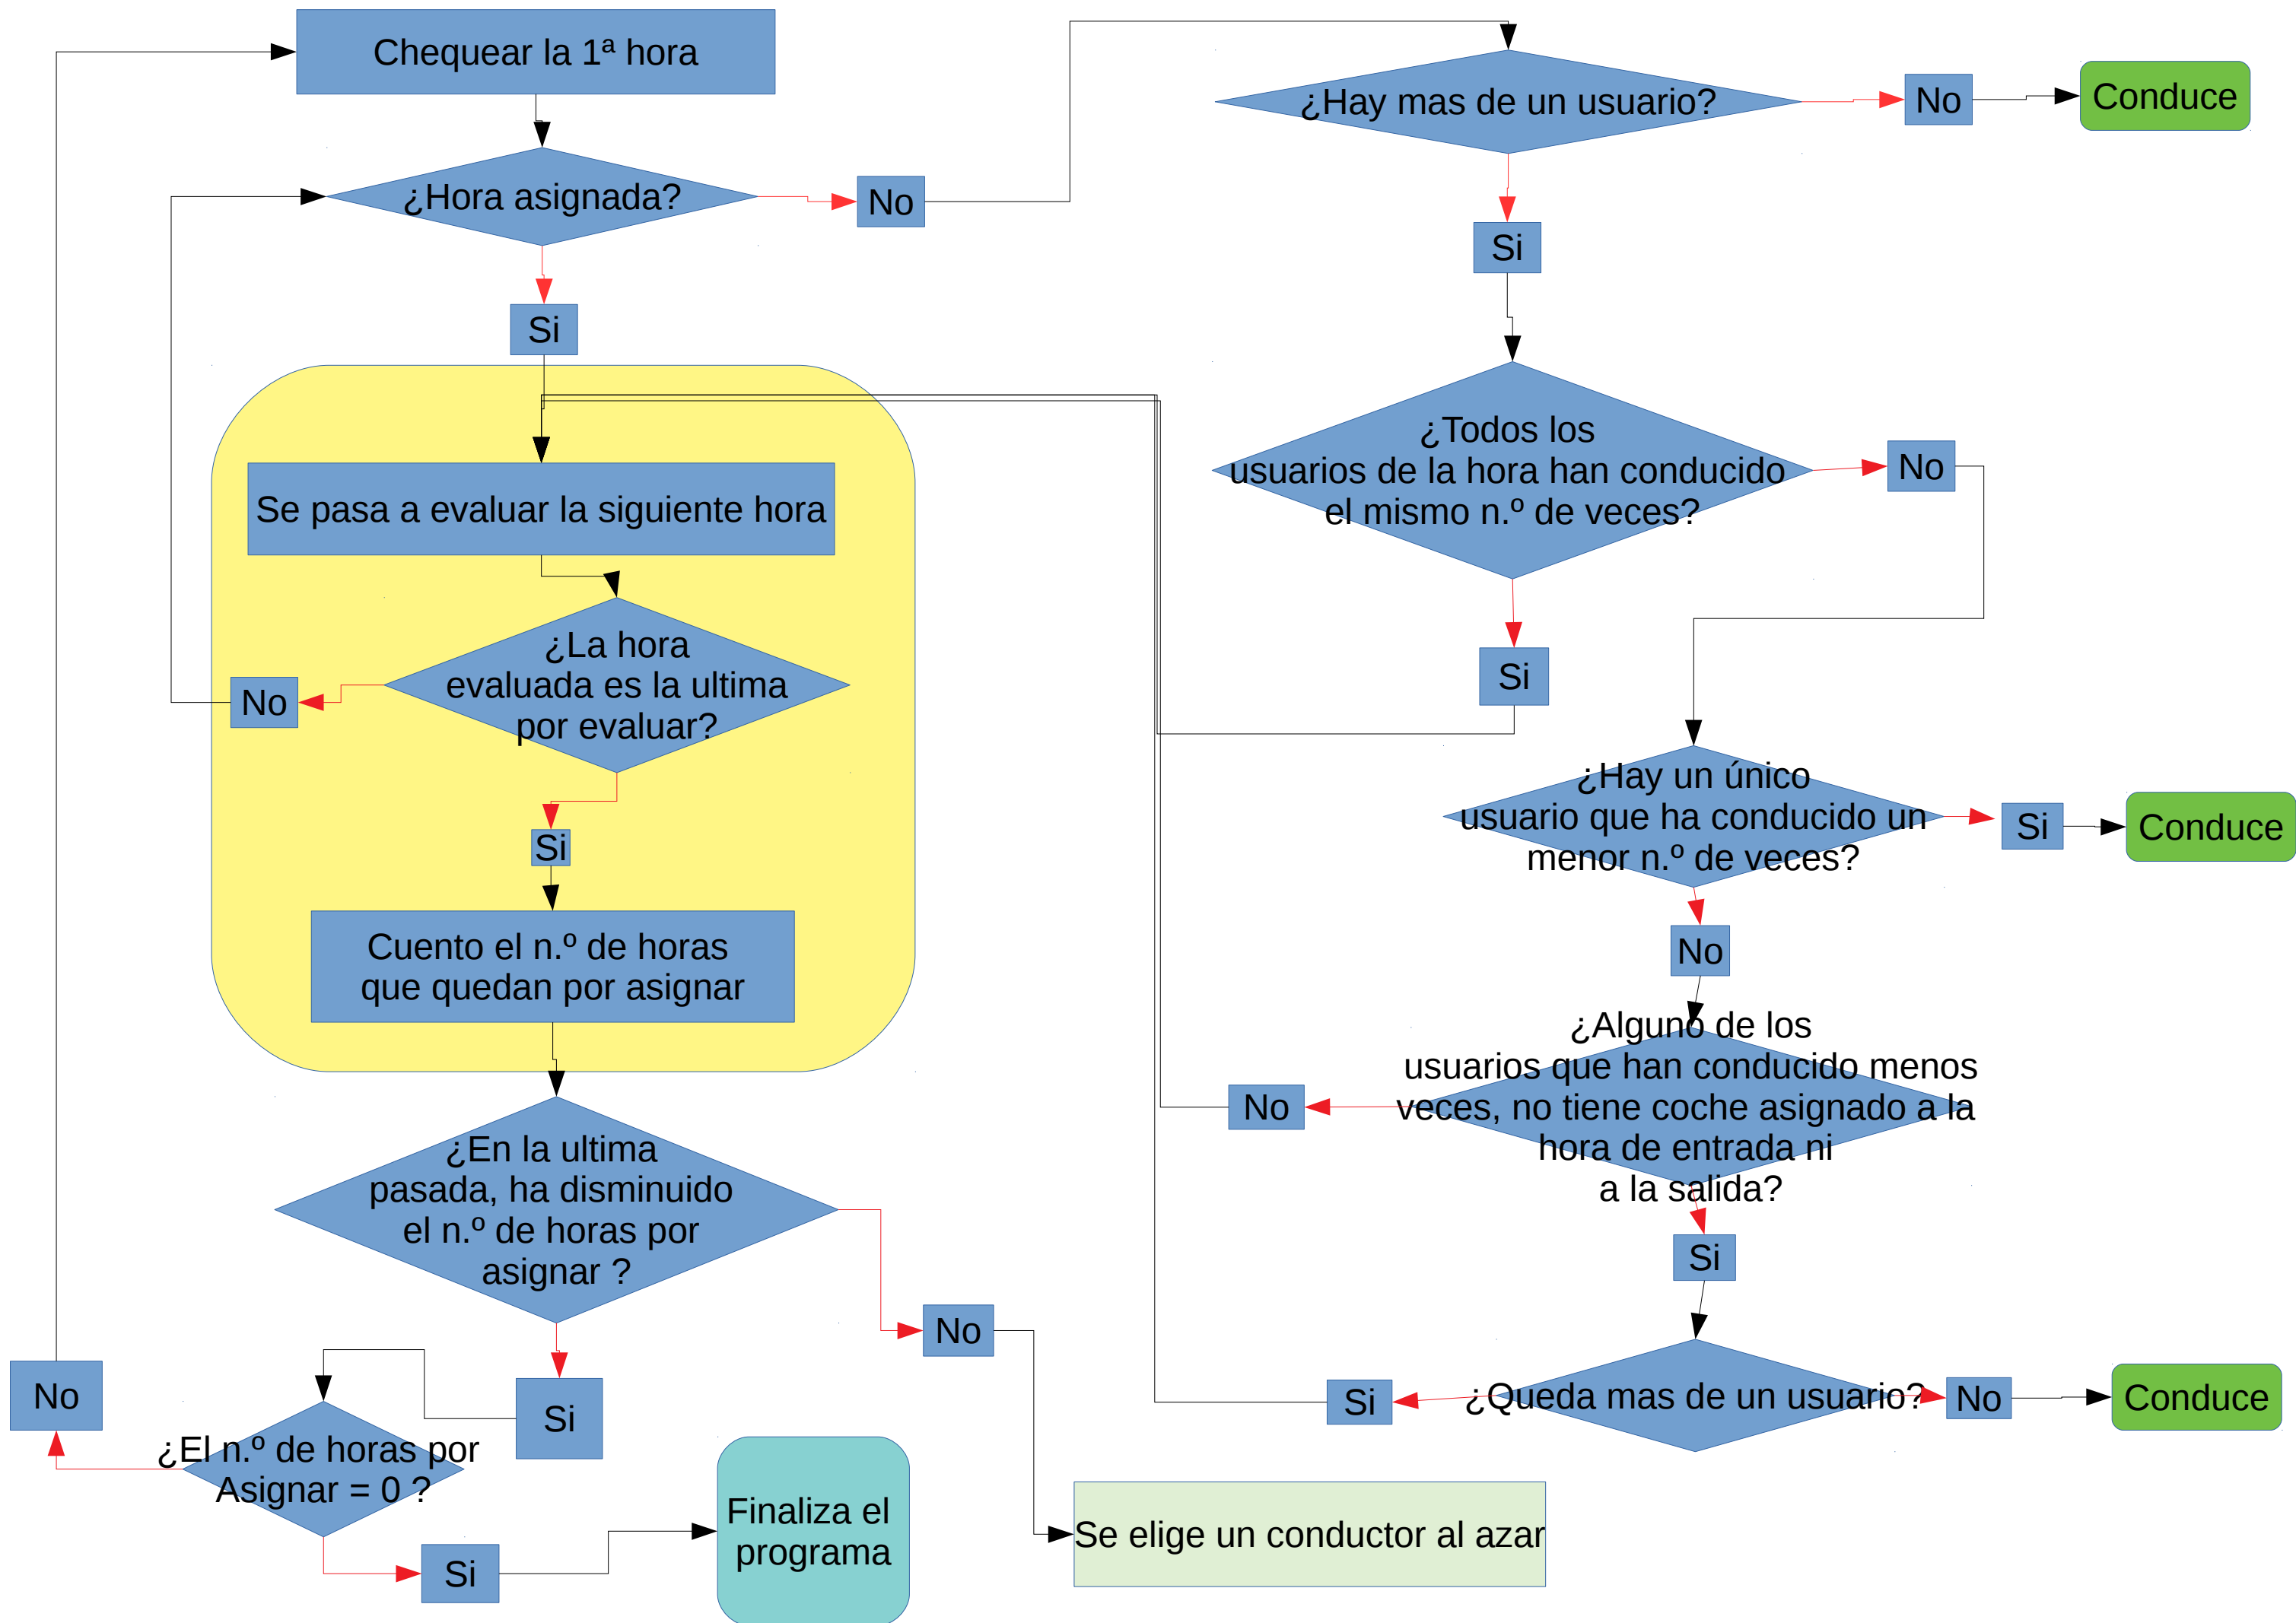 Chequear la 1ª hora
¿Hora asignada?
No
Si
Se pasa a evaluar la siguiente hora
¿La hora
evaluada es la ultima
por evaluar?
No
Si
Cuento el n.º de horas
que quedan por asignar
¿En la ultima
pasada, ha disminuido
el n.º de horas por
asignar ?
No
Si
¿El n.º de horas por
Asignar = 0 ?
No
Si
Finaliza el
programa
Se elige un conductor al azar
¿Hay mas de un usuario?
No
Conduce
Si
¿Todos los
usuarios de la hora han conducido
el mismo n.º de veces?
No
Si
¿Hay un único
usuario que ha conducido un
menor n.º de veces?
Si
Conduce
No
¿Alguno de los
usuarios que han conducido menos
veces, no tiene coche asignado a la
hora de entrada ni
a la salida?
No
Si
¿Queda mas de un usuario?
Si
No
Conduce